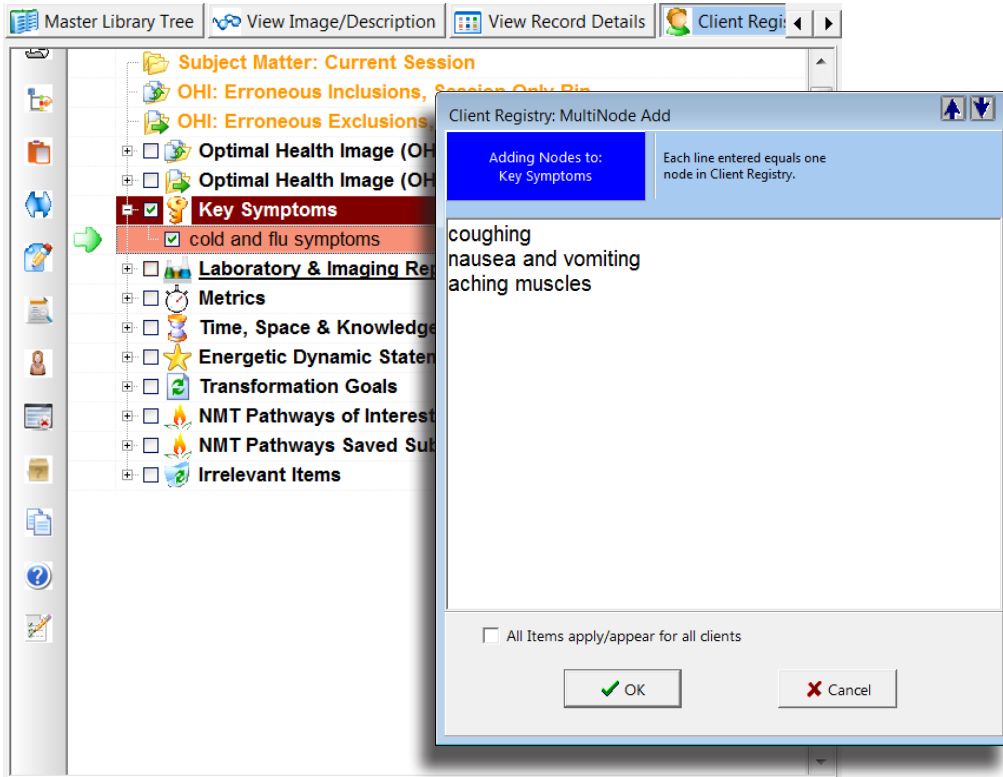 Master Library Tree
View Image/Description
View Record Details
Client Regis
Subject Matter: Current Session
OHI: Erroneous Inclusions, Session Only Bin
OHI: Erroneous Exclusions,
Optimal Health Image (OH
Optimal Health Image (OH
Key Symptoms
cold and flu symptoms
Laboratory & Imaging Rep
Metrics
Time, Space & Knowledge
Energetic Dynamic Statem
Transformation Goals
NMT Pathways of Interest
NMT Pathways Saved Sub
Irrelevant Items
Client Registry: MultiNode Add
Adding Nodes to:
Key Symptoms
Each line entered equals one
node in Client Registry.
coughing
nausea and vomiting
aching muscles
All Items apply/appear for all clients
OK
Cancel